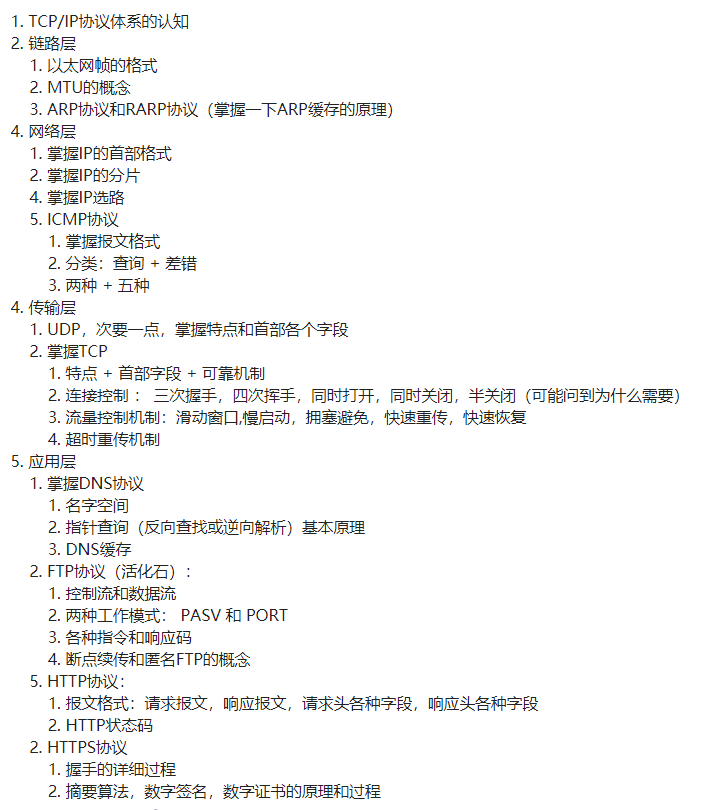 1. TCP/IP协议体系的认知
2. 链路层
1. 以太网帧的格式
2. MTU的概念
3. ARP协议和RARP协议（掌握一下ARP缓存的原理）
4. 网络层
1. 掌握IP的首部格式
2. 掌握IP的分片
4. 掌握IP选路
5. ICMP协议
1. 掌握报文格式
2. 分类：查询 + 差错
3. 两种 + 五种
4. 传输层
1. UDP，次要一点，掌握特点和首部各个字段
2. 掌握TCP
1. 特点 + 首部字段 + 可靠机制
2. 连接控制 ： 三次握手，四次挥手，同时打开，同时关闭，半关闭（可能问到为什么需要）
3. 流量控制机制：滑动窗口,慢启动，拥塞避免，快速重传，快速恢复
4. 超时重传机制
5. 应用层
1. 掌握DNS协议
1. 名字空间
2. 指针查询（反向查找或逆向解析）基本原理
3. DNS缓存
2. FTP协议（活化石）：
1. 控制流和数据流
2. 两种工作模式： PASV 和 PORT
3. 各种指令和响应码
4. 断点续传和匿名FTP的概念
5. HTTP协议：
1. 报文格式：请求报文，响应报文，请求头各种字段，响应头各种字段
2. HTTP状态码
2. HTTPS协议
1. 握手的详细过程
2. 摘要算法，数字签名，数字证书的原理和过程